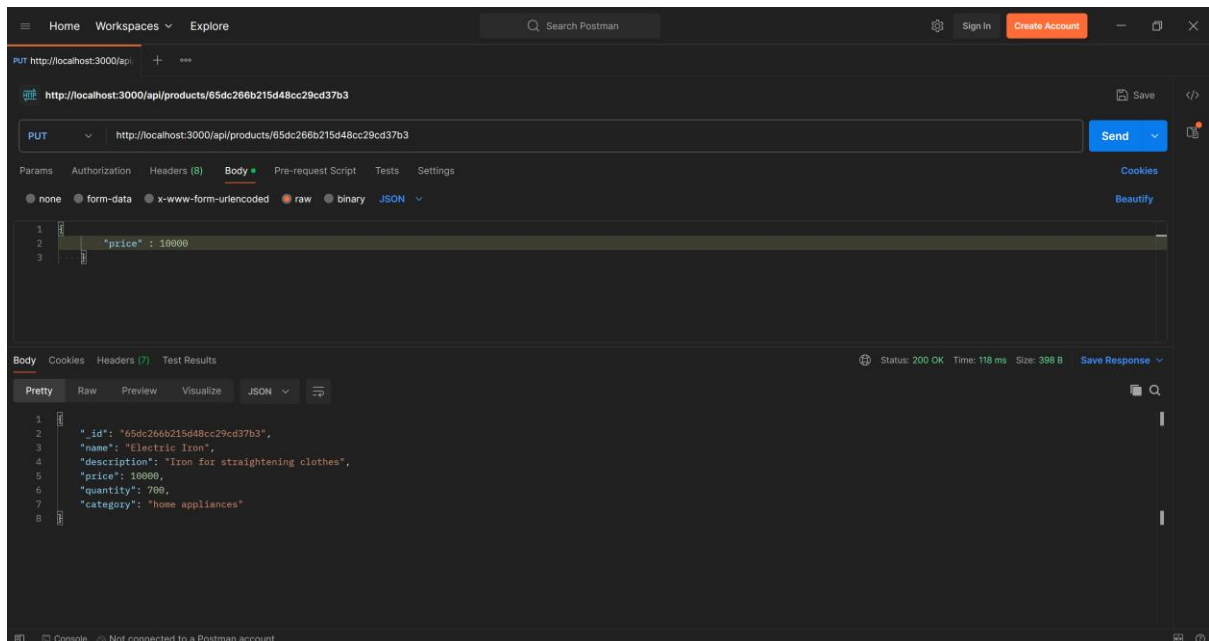 Home Workspaces Explore Search Postman Sign In Create Account
PUT http://localhost:3000/api
http://localhost:3000/api/products/65dc266b215d48cc29cd37b3 Save
PUT http://localhost:3000/api/products/65dc266b215d48cc29cd37b3 Send
Params Authorization Headers (8) Body Pre-request Script Tests Settings Cookies
none form-data x-www-form-urlencoded raw binary JSON Beautify
1 {
2 "price" : 10000
3 }
Body Cookies Headers (7) Test Results Status: 200 OK Time: 118 ms Size: 398 B Save Response
Pretty Raw Preview Visualize JSON
1 {
2 "_id": "65dc266b215d48cc29cd37b3",
3 "name": "Electric Iron",
4 "description": "Iron for straightening clothes",
5 "price": 10000,
6 "quantity": 700,
7 "category": "home appliances"
8 }
Console Not connected to a Postman account